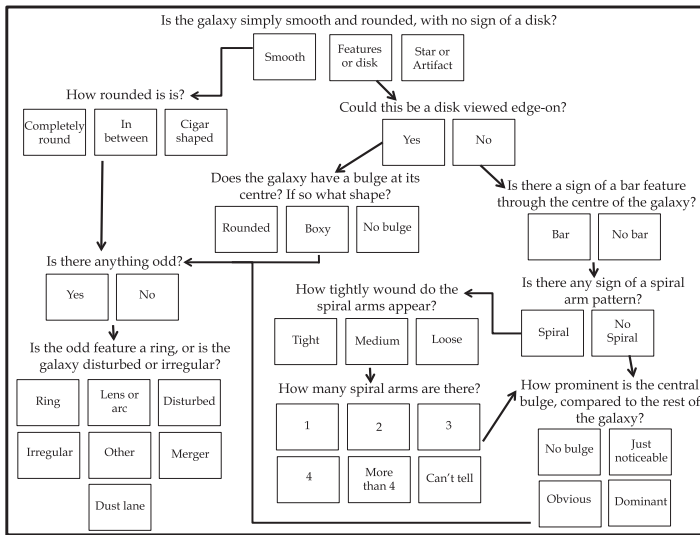 Is the galaxy simply smooth and rounded, with no sign of a disk?
Smooth
Features
or disk
Star or
Artifact
How rounded is is?
Completely
round
In
between
Cigar
shaped
Could this be a disk viewed edge-on?
Yes
No
Does the galaxy have a bulge at its
centre? If so what shape?
Rounded
Boxy
No bulge
Is there a sign of a bar feature
through the centre of the galaxy?
Bar
No bar
Is there anything odd?
Yes
No
How tightly wound do the
spiral arms appear?
Tight
Medium
Loose
Is there any sign of a spiral
arm pattern?
Spiral
No
Spiral
Is the odd feature a ring, or is the
galaxy disturbed or irregular?
Ring
Lens or
arc
Disturbed
Irregular
Other
Merger
Dust lane
How many spiral arms are there?
1
2
3
4
More
than 4
Can't tell
How prominent is the central
bulge, compared to the rest of
the galaxy?
No bulge
Just
noticeable
Obvious
Dominant